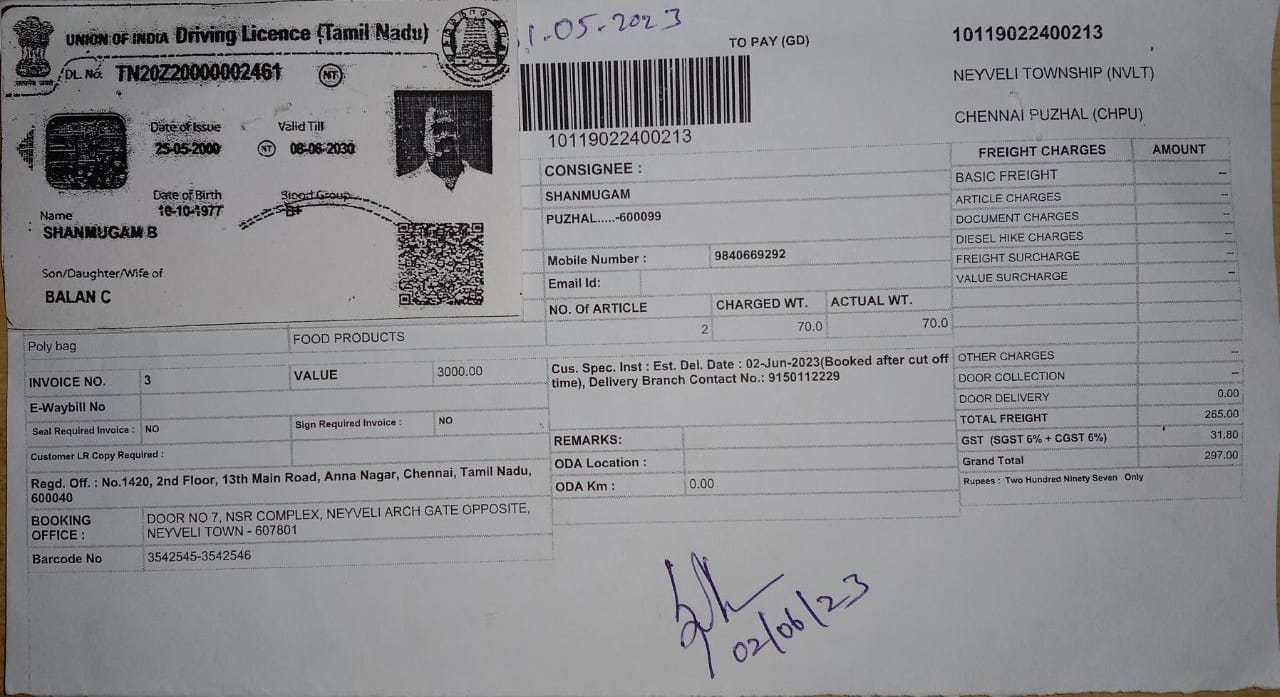 UNION OF INDIA Driving Licence (Tamil Nadu)
DL. No. TN20Z20000002461 NT
Date of Issue Valid Till
25-05-2000 NT 08-06-2030
Date of Birth Blood Group
10-10-1977 B+
Name
SHANMUGAM B
Son/Daughter/Wife of
BALAN C
1-05-2023
TO PAY (GD)
10119022400213
10119022400213
NEYVELI TOWNSHIP (NVLT)
CHENNAI PUZHAL (CHPU)
CONSIGNEE :
SHANMUGAM
PUZHAL.....-600099
Mobile Number : 9840669292
Email Id:
NO. Of ARTICLE CHARGED WT. ACTUAL WT.
2 70.0 70.0
FREIGHT CHARGES AMOUNT
BASIC FREIGHT --
ARTICLE CHARGES --
DOCUMENT CHARGES --
DIESEL HIKE CHARGES --
FREIGHT SURCHARGE --
VALUE SURCHARGE --
OTHER CHARGES --
DOOR COLLECTION --
DOOR DELIVERY 0.00
TOTAL FREIGHT 265.00
GST (SGST 6% + CGST 6%) 31.80
Grand Total 297.00
Rupees : Two Hundred Ninety Seven Only
Poly bag FOOD PRODUCTS
INVOICE NO. 3 VALUE 3000.00
E-Waybill No
Seal Required Invoice : NO Sign Required Invoice : NO
Customer LR Copy Required :
Regd. Off. : No.1420, 2nd Floor, 13th Main Road, Anna Nagar, Chennai, Tamil Nadu,
600040
BOOKING OFFICE : DOOR NO 7, NSR COMPLEX, NEYVELI ARCH GATE OPPOSITE,
NEYVELI TOWN - 607801
Barcode No 3542545-3542546
Cus. Spec. Inst : Est. Del. Date : 02-Jun-2023(Booked after cut off
time), Delivery Branch Contact No.: 9150112229
REMARKS:
ODA Location :
ODA Km : 0.00
02/06/23